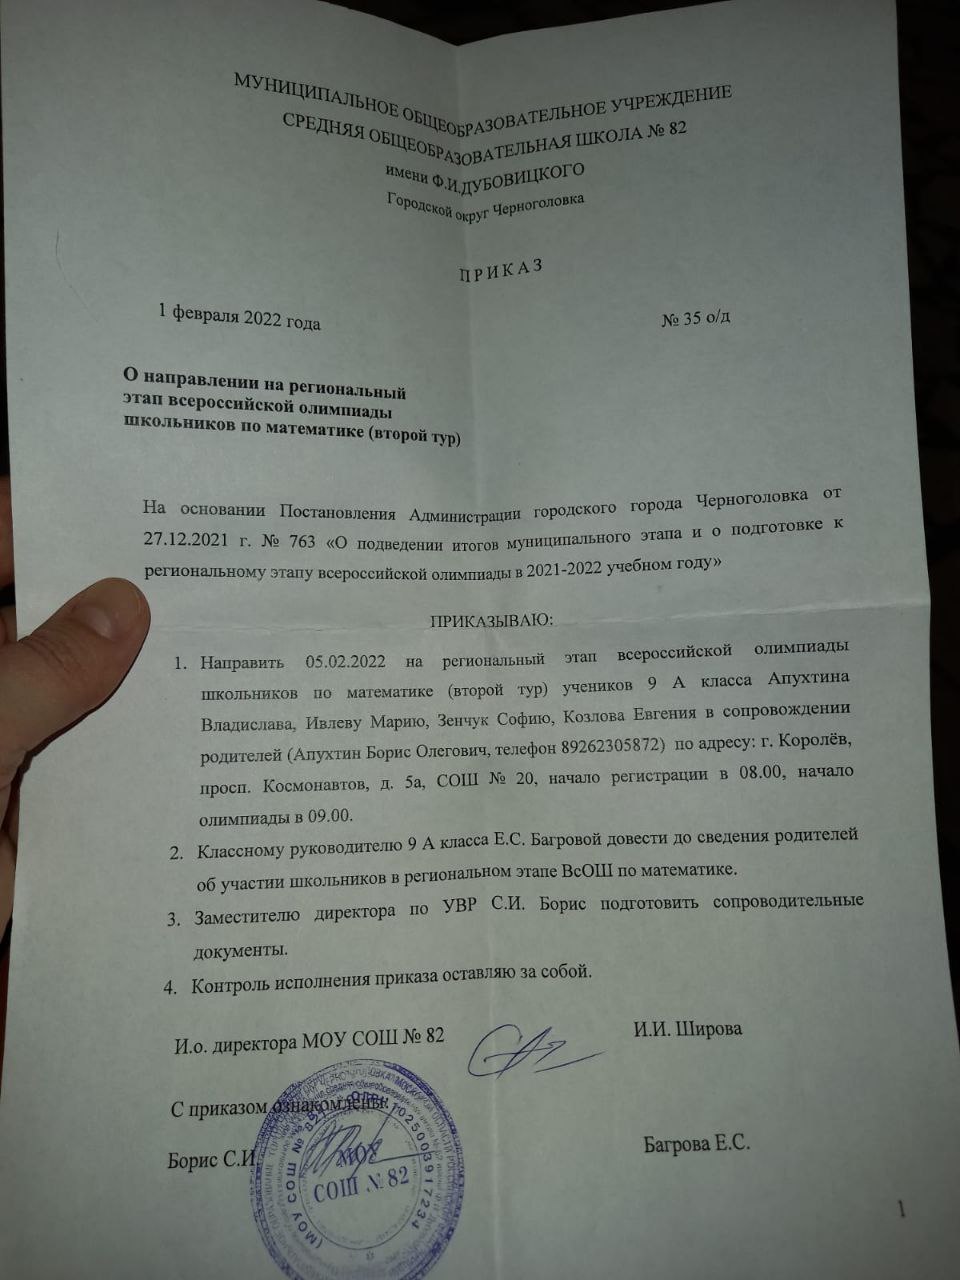 МУНИЦИПАЛЬНОЕ ОБЩЕОБРАЗОВАТЕЛЬНОЕ УЧРЕЖДЕНИЕ
СРЕДНЯЯ ОБЩЕОБРАЗОВАТЕЛЬНАЯ ШКОЛА № 82
имени Ф.И.ДУБОВИЦКОГО
Городской округ Черноголовка
ПРИКАЗ
1 февраля 2022 года
№ 35 о/д
О направлении на региональный
этап всероссийской олимпиады
школьников по математике (второй тур)
На основании Постановления Администрации городского города Черноголовка от
27.12.2021 г. № 763 «О подведении итогов муниципального этапа и о подготовке к
региональному этапу всероссийской олимпиады в 2021-2022 учебном году»
ПРИКАЗЫВАЮ:
1. Направить 05.02.2022 на региональный этап всероссийской олимпиады
школьников по математике (второй тур) учеников 9 А класса Апухтина
Владислава, Ивлеву Марию, Зенчук Софию, Козлова Евгения в сопровождении
родителей (Апухтин Борис Олегович, телефон 89262305872) по адресу: г. Королёв,
просп. Космонавтов, д. 5а, СОШ № 20, начало регистрации в 08.00, начало
олимпиады в 09.00.
2. Классному руководителю 9 А класса Е.С. Багровой довести до сведения родителей
об участии школьников в региональном этапе ВсОШ по математике.
3. Заместителю директора по УВР С.И. Борис подготовить сопроводительные
документы.
4. Контроль исполнения приказа оставляю за собой.
И.о. директора МОУ СОШ № 82
И.И. Широва
С приказом ознакомлены:
Борис С.И.
Багрова Е.С.
МОУ
СОШ № 82
(МОУ СОШ № 82) ОГРН 1025003917234
1